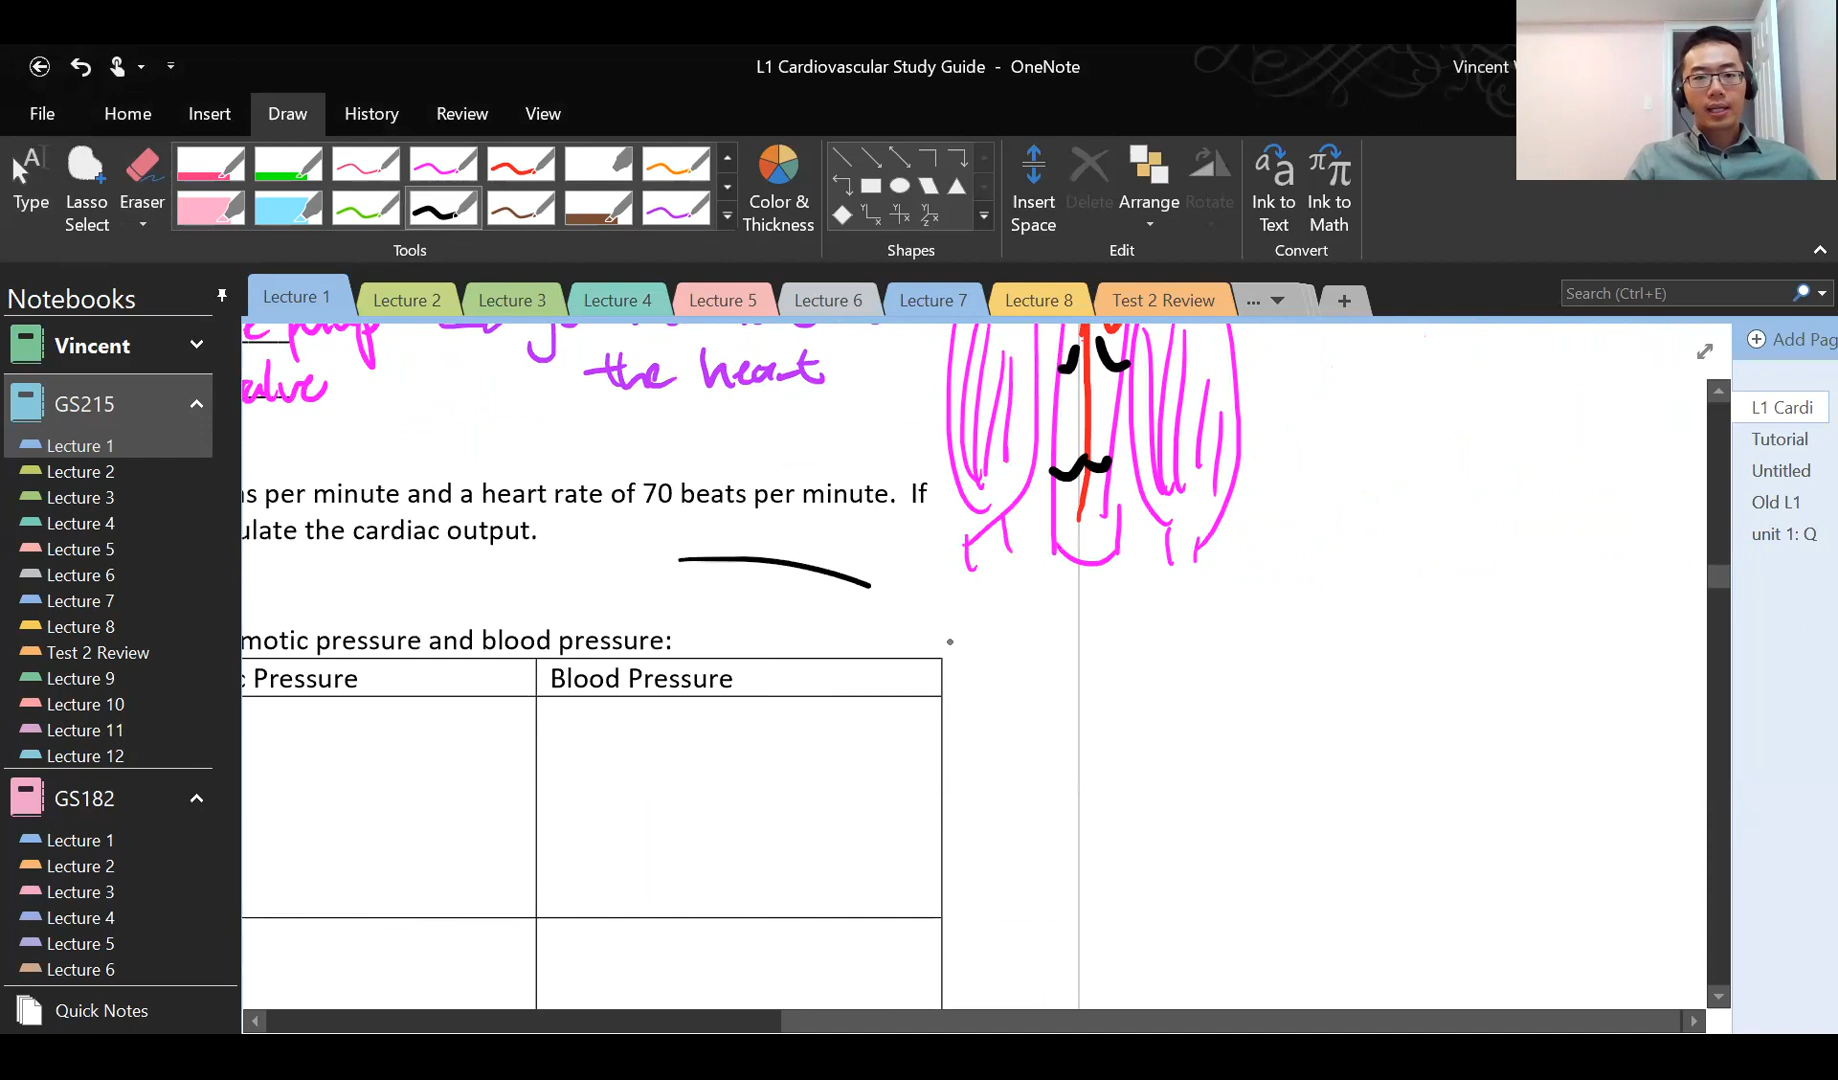 L1 Cardiovascular Study Guide - OneNote
Vincent
File Home Insert Draw History Review View
Type
Lasso Select
Eraser
Color & Thickness
Insert Space
Delete
Arrange
Rotate
Ink to Text
Ink to Math
Tools
Shapes
Edit
Convert
Notebooks
Lecture 1 Lecture 2 Lecture 3 Lecture 4 Lecture 5 Lecture 6 Lecture 7 Lecture 8 Test 2 Review ...
Search (Ctrl+E)
Vincent
GS215
Lecture 1
Lecture 2
Lecture 3
Lecture 4
Lecture 5
Lecture 6
Lecture 7
Lecture 8
Test 2 Review
Lecture 9
Lecture 10
Lecture 11
Lecture 12
GS182
Lecture 1
Lecture 2
Lecture 3
Lecture 4
Lecture 5
Lecture 6
Quick Notes
the heart
s per minute and a heart rate of 70 beats per minute. If
ulate the cardiac output.
motic pressure and blood pressure:
c Pressure
Blood Pressure
Add Pag
L1 Cardi
Tutorial
Untitled
Old L1
unit 1: Q